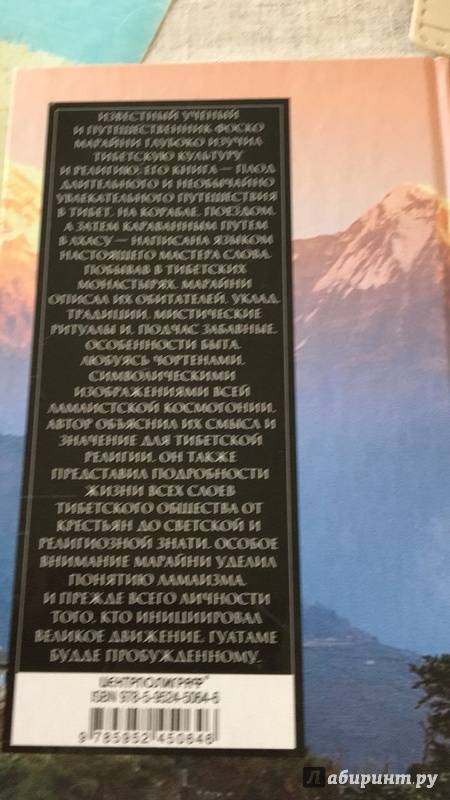 ИЗВЕСТНЫЙ УЧЕНЫЙ
И ПУТЕШЕСТВЕННИК ФОСКО
МАРАЙНИ ГЛУБОКО ИЗУЧИЛ
ТИБЕТСКУЮ КУЛЬТУРУ
И РЕЛИГИЮ. ЕГО КНИГА — ПЛОД
ДЛИТЕЛЬНОГО И НЕОБЫЧАЙНО
УВЛЕКАТЕЛЬНОГО ПУТЕШЕСТВИЯ
В ТИБЕТ. НА КОРАБЛЕ, ПОЕЗДОМ,
А ЗАТЕМ КАРАВАННЫМ ПУТЕМ
В ЛХАСУ — НАПИСАНА ЯЗЫКОМ
НАСТОЯЩЕГО МАСТЕРА СЛОВА.
ПОБЫВАВ В ТИБЕТСКИХ
МОНАСТЫРЯХ, МАРАЙНИ
ОПИСАЛ ИХ ОБИТАТЕЛЕЙ, УКЛАД,
ТРАДИЦИИ, МИСТИЧЕСКИЕ
РИТУАЛЫ И, ПОДЧАС ЗАБАВНЫЕ,
ОСОБЕННОСТИ БЫТА.
ЛЮБУЯСЬ ЧОРТЕНАМИ,
СИМВОЛИЧЕСКИМИ
ИЗОБРАЖЕНИЯМИ ВСЕЙ
ЛАМАИСТСКОЙ КОСМОГОНИИ,
АВТОР ОБЪЯСНИЛ ИХ СМЫСЛ И
ЗНАЧЕНИЕ ДЛЯ ТИБЕТСКОЙ
РЕЛИГИИ. ОН ТАКЖЕ
ПРЕДСТАВИЛ ПОДРОБНОСТИ
ЖИЗНИ ВСЕХ СЛОЕВ
ТИБЕТСКОГО ОБЩЕСТВА ОТ
КРЕСТЬЯН ДО СВЕТСКОЙ И
РЕЛИГИОЗНОЙ ЗНАТИ. ОСОБОЕ
ВНИМАНИЕ МАРАЙНИ УДЕЛИЛ
ПОНЯТИЮ ЛАМАИЗМА,
И ПРЕЖДЕ ВСЕГО ЛИЧНОСТИ
ТОГО, КТО ИНИЦИИРОВАЛ
ВЕЛИКОЕ ДВИЖЕНИЕ, ГУАТАМЕ
БУДДЕ ПРОБУЖДЕННОМУ.
ЦЕНТРПОЛИГРАФ®
ISBN 978-5-9524-5084-6
9 785952 450846
Лабиринт.ру